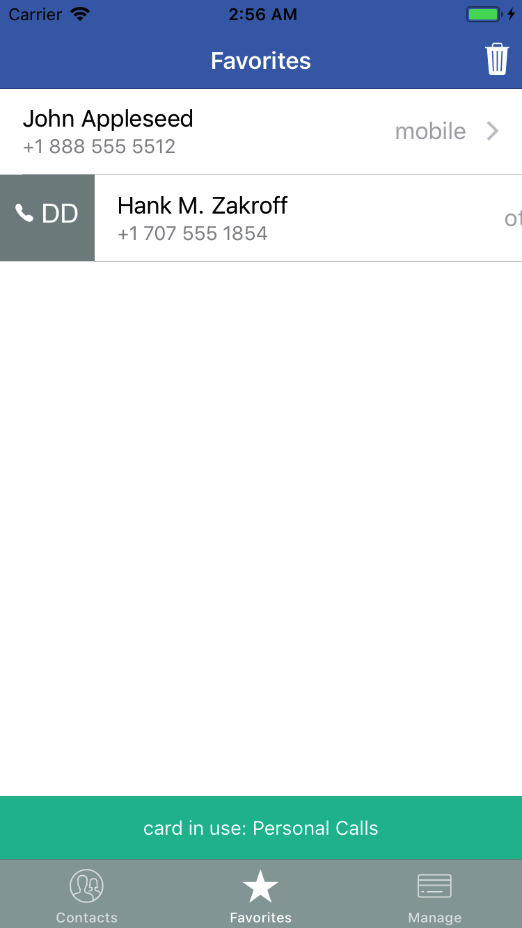 Carrier 2:56 AM
Favorites
John Appleseed
+1 888 555 5512
mobile
DD
Hank M. Zakroff
+1 707 555 1854
ot
card in use: Personal Calls
Contacts Favorites Manage